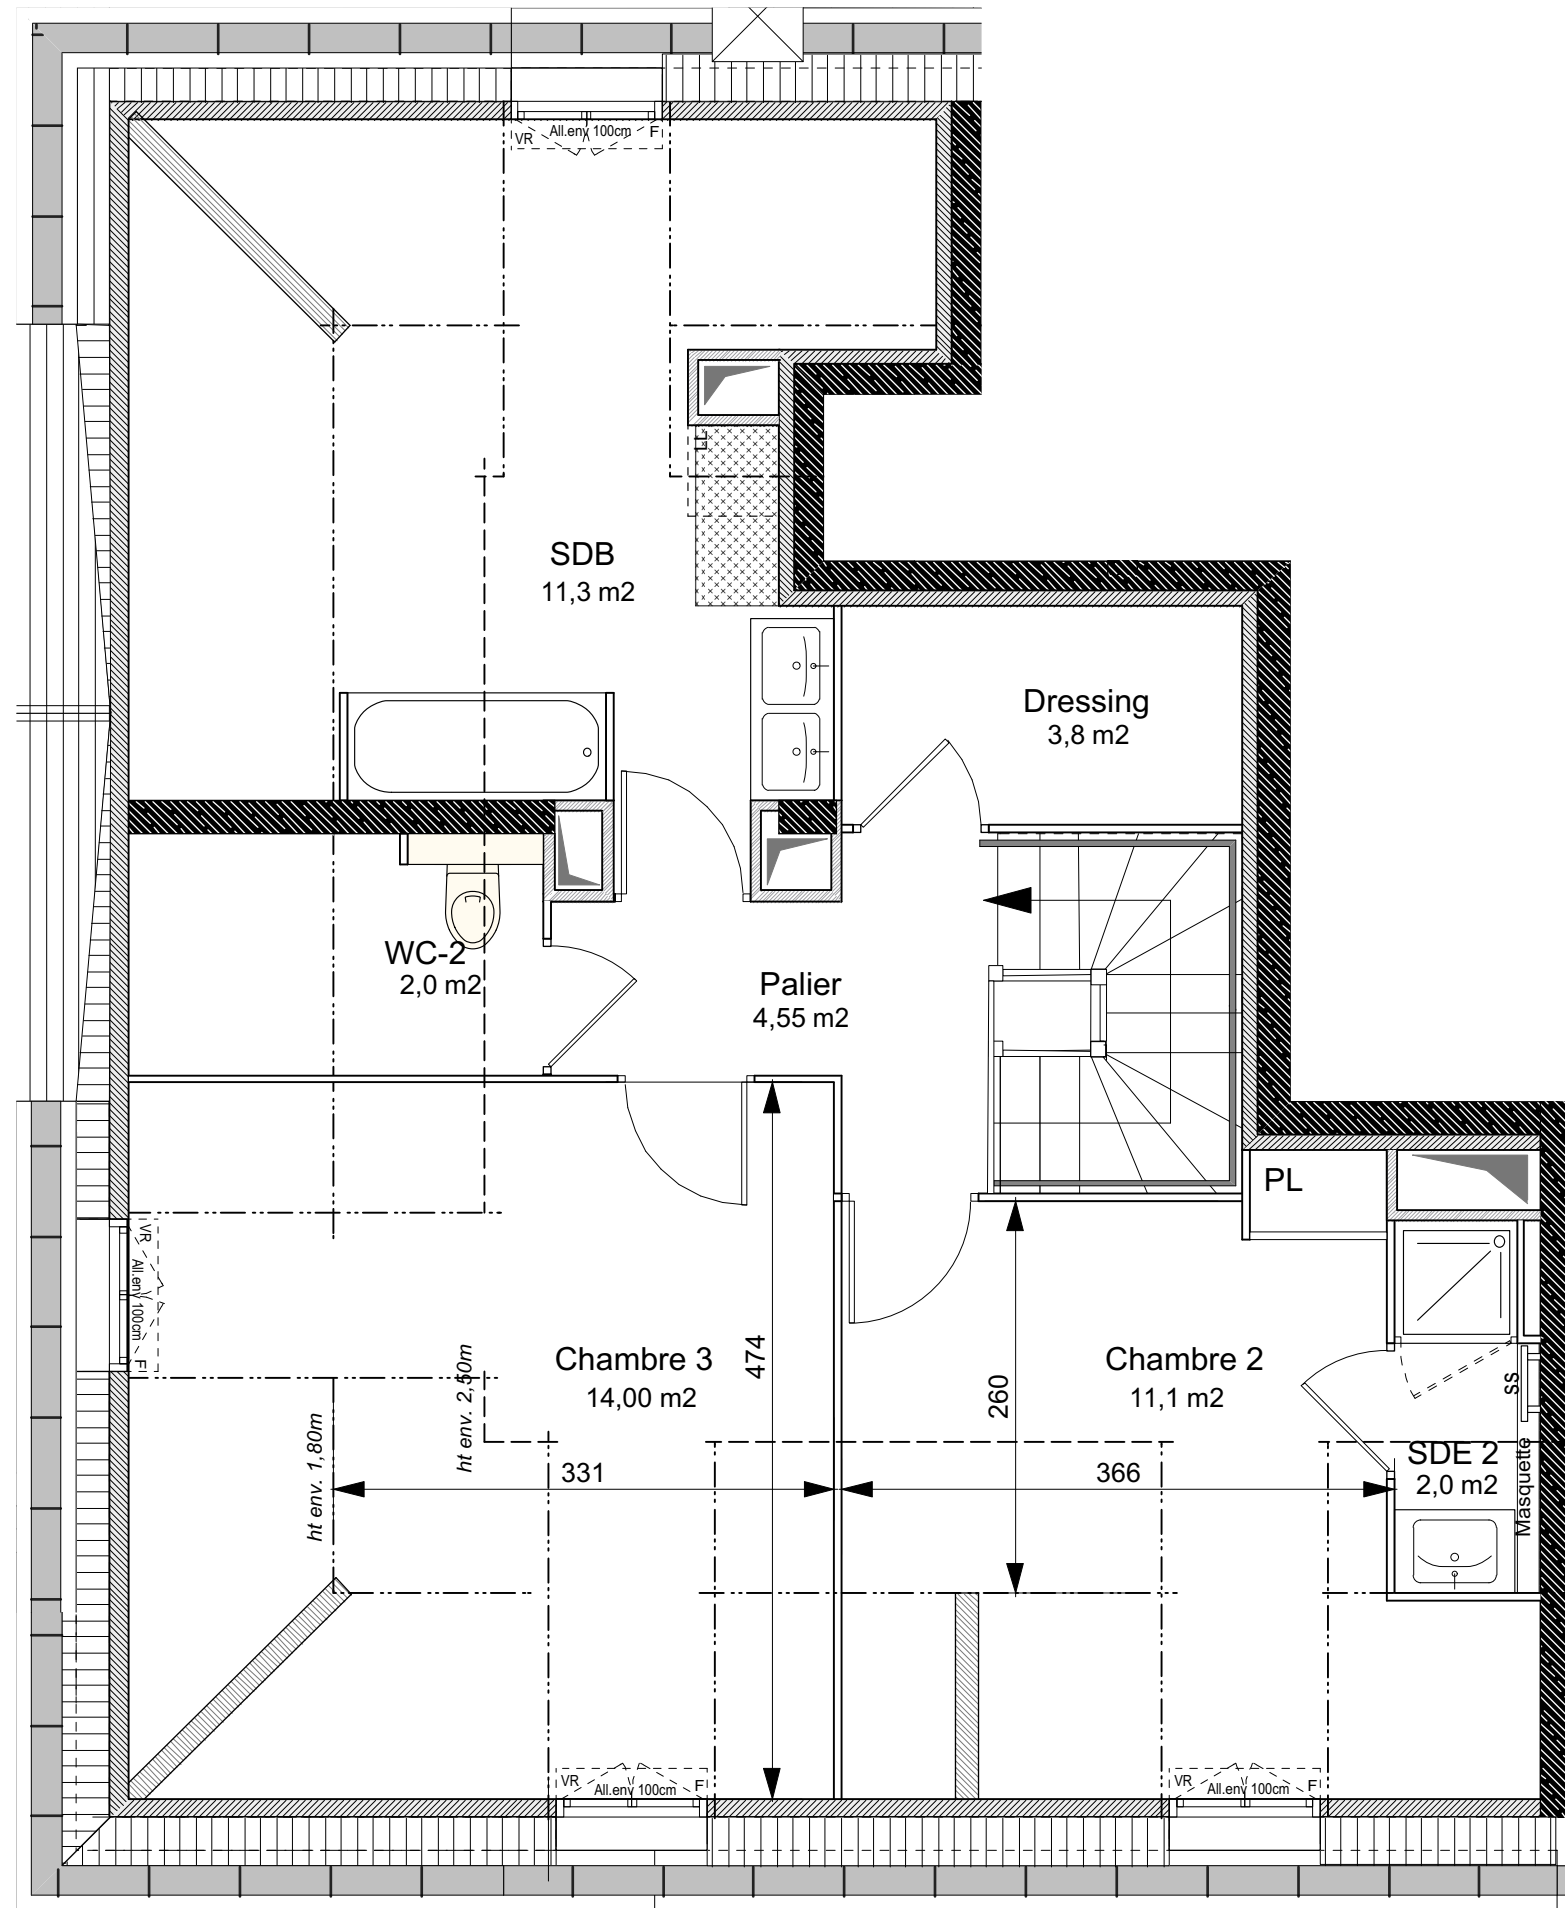 VR
All.env 100cm
F
LL
SDB
11,3 m2
Dressing
3,8 m2
WC-2
2,0 m2
Palier
4,55 m2
PL
VR
All.env 100cm
F
Chambre 3
14,00 m2
474
Chambre 2
11,1 m2
260
SS
ht env. 2,50m
ht env. 1,80m
331
366
SDE 2
2,0 m2
Masquette
VR
All.env 100cm
F
VR
All.env 100cm
F